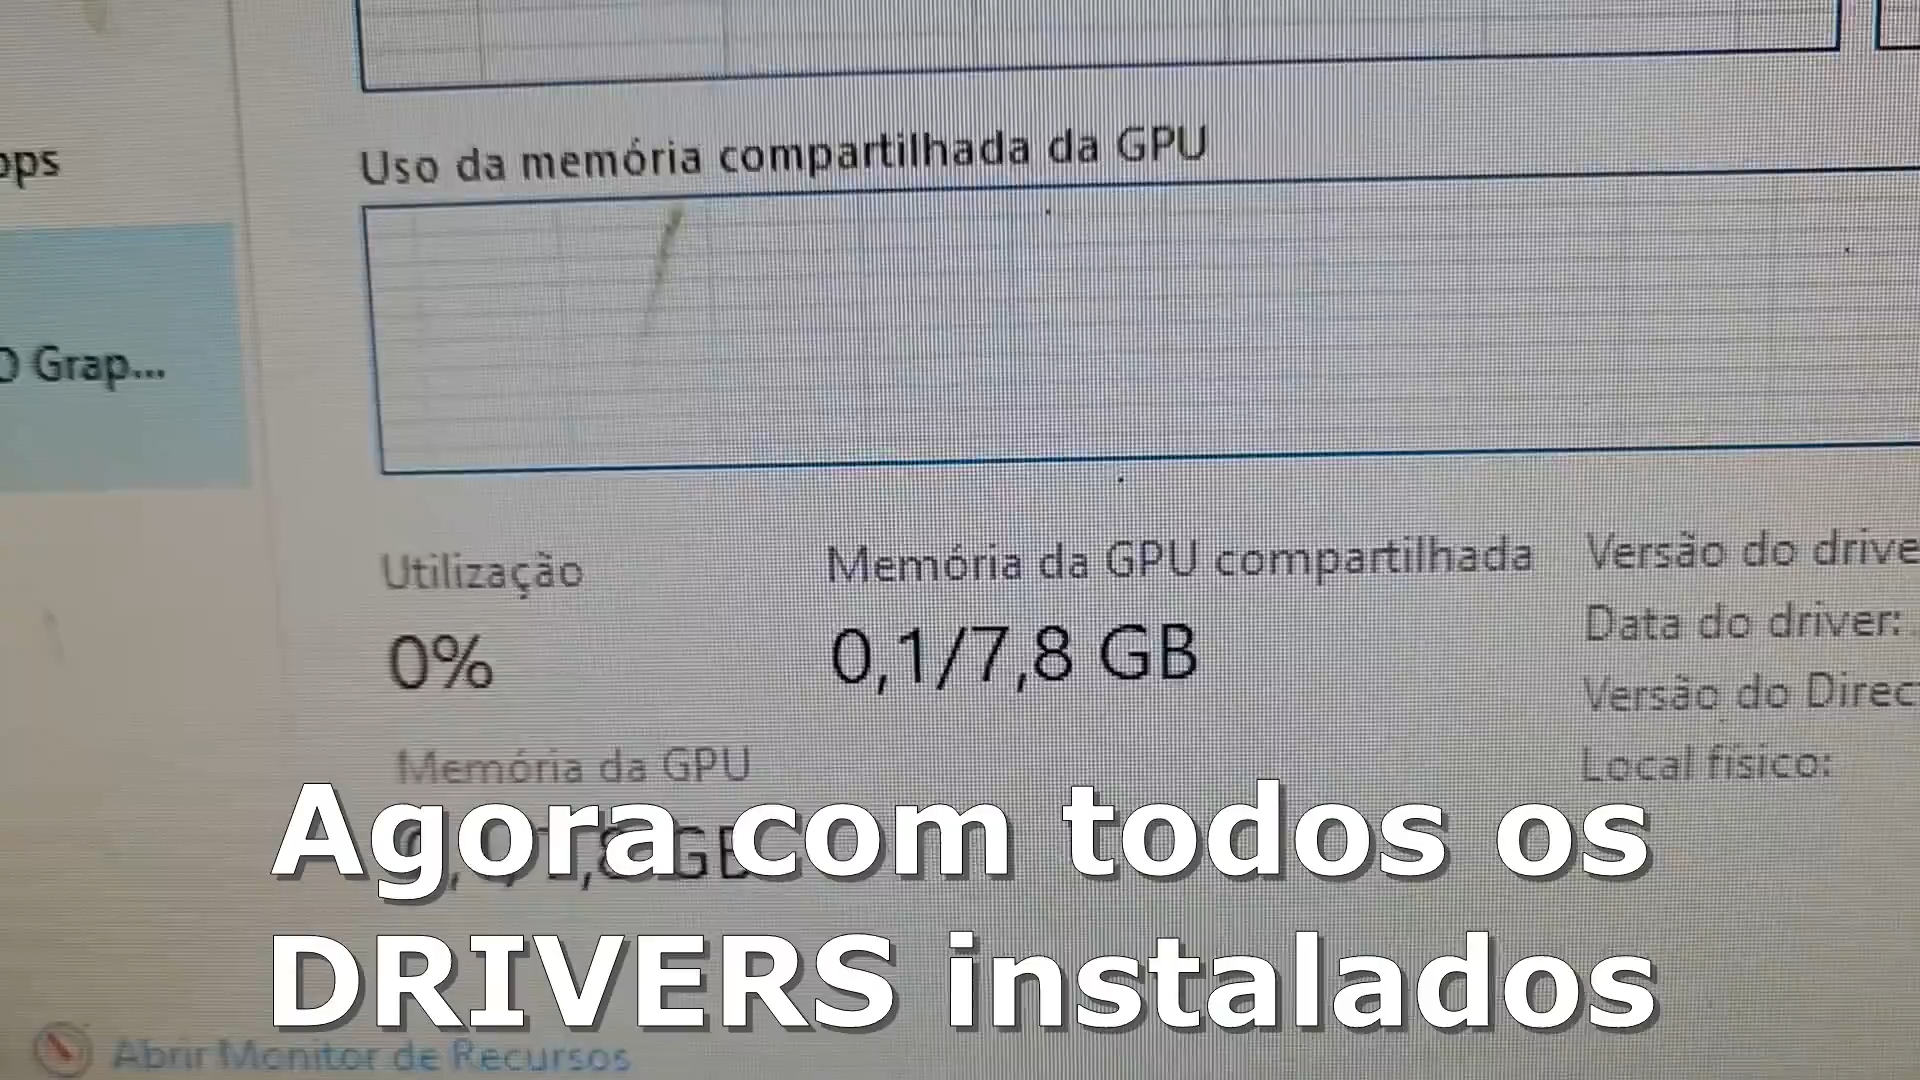 Uso da memória compartilhada da GPU
Grap...
Utilização
0%
Memória da GPU compartilhada
0,1/7,8 GB
Versão do drive
Data do driver:
Versão do Direc
Local físico:
Memória da GPU
Agora com todos os
DRIVERS instalados
Abrir Monitor de Recursos